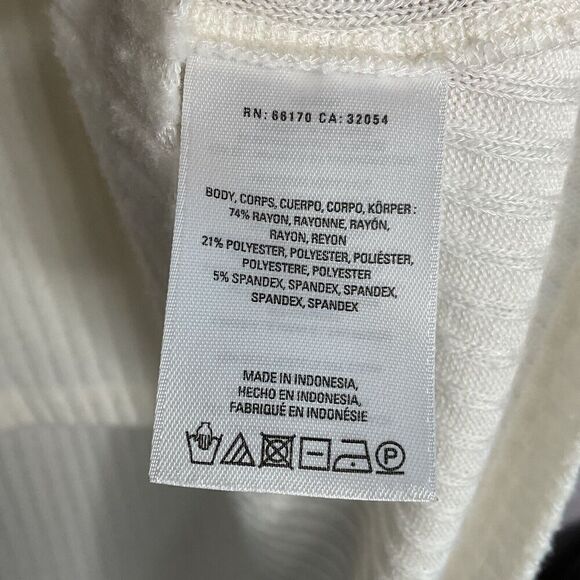 RN: 66170 CA: 32054
BODY, CORPS, CUERPO, CORPO, KÖRPER :
74% RAYON, RAYONNE, RAYÓN,
RAYON, REYON
21% POLYESTER, POLYESTER, POLIÉSTER,
POLYESTERE, POLYESTER
5% SPANDEX, SPANDEX, SPANDEX,
SPANDEX, SPANDEX
MADE IN INDONESIA,
HECHO EN INDONESIA,
FABRIQUÉ EN INDONÉSIE
P